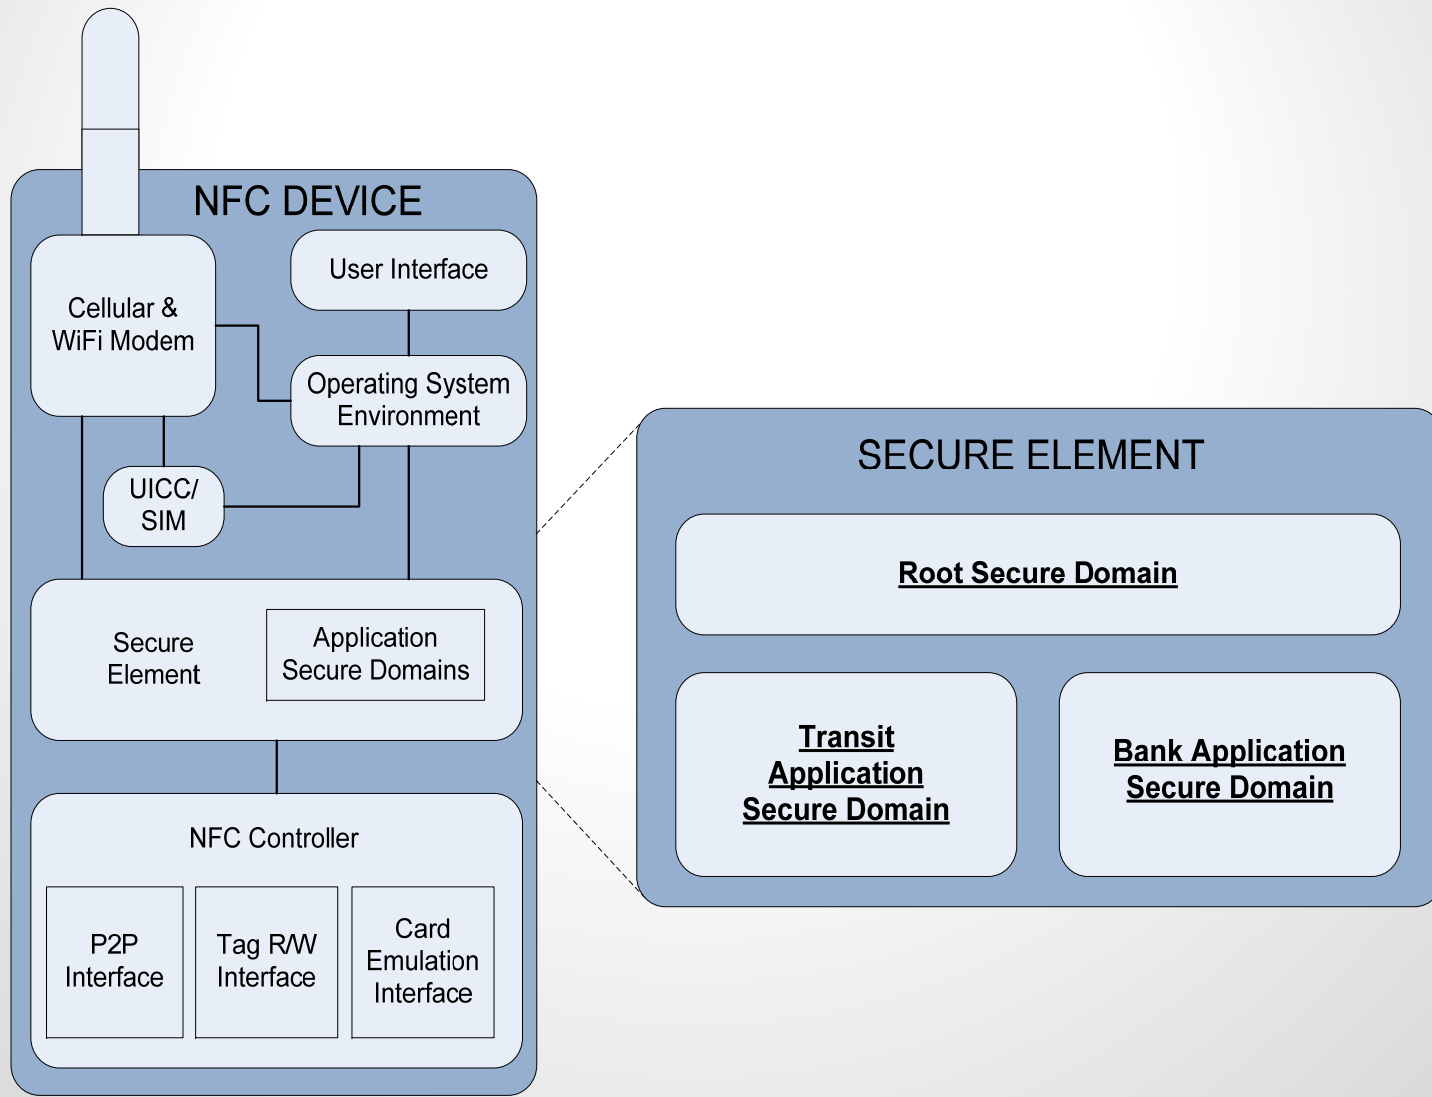 NFC DEVICE
Cellular &
WiFi Modem
User Interface
Operating System
Environment
UICC/
SIM
Secure
Element
Application
Secure Domains
NFC Controller
P2P
Interface
Tag R/W
Interface
Card
Emulation
Interface
SECURE ELEMENT
Root Secure Domain
Transit
Application
Secure Domain
Bank Application
Secure Domain